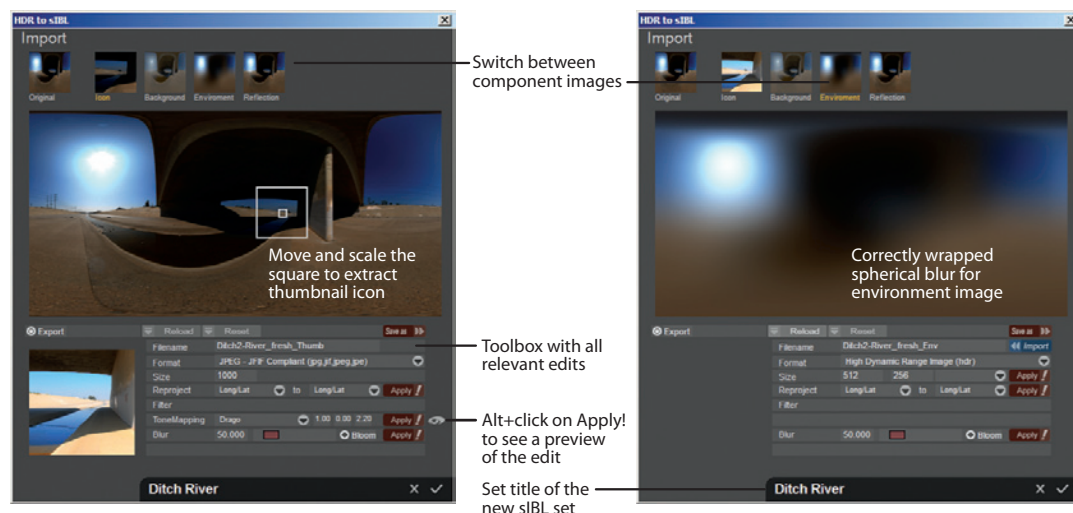 HDR to sIBL
Import
Original Icon Background Enviroment Reflection
Move and scale the
square to extract
thumbnail icon
Export
Reload Reset Save as
Filename Ditch2-River_fresh_Thumb
Format JPEG - JFIF Compliant (jpg,jif,jpeg,jpe)
Size 1000
Reproject Long/Lat to Long/Lat Apply !
Filter
ToneMapping Drago 1.00 0.00 2.20 Apply !
Blur 50.000 Bloom Apply !
Ditch River
Switch between
component images
Toolbox with all
relevant edits
Alt+click on Apply!
to see a preview
of the edit
Set title of the
new sIBL set
HDR to sIBL
Import
Original Icon Background Enviroment Reflection
Correctly wrapped
spherical blur for
environment image
Export
Reload Reset Save as
Filename Ditch2-River_fresh_Env Import
Format High Dynamic Range Image (hdr)
Size 512 256 Apply !
Reproject Long/Lat to Long/Lat Apply !
Filter
Blur 50.000 Bloom Apply !
Ditch River